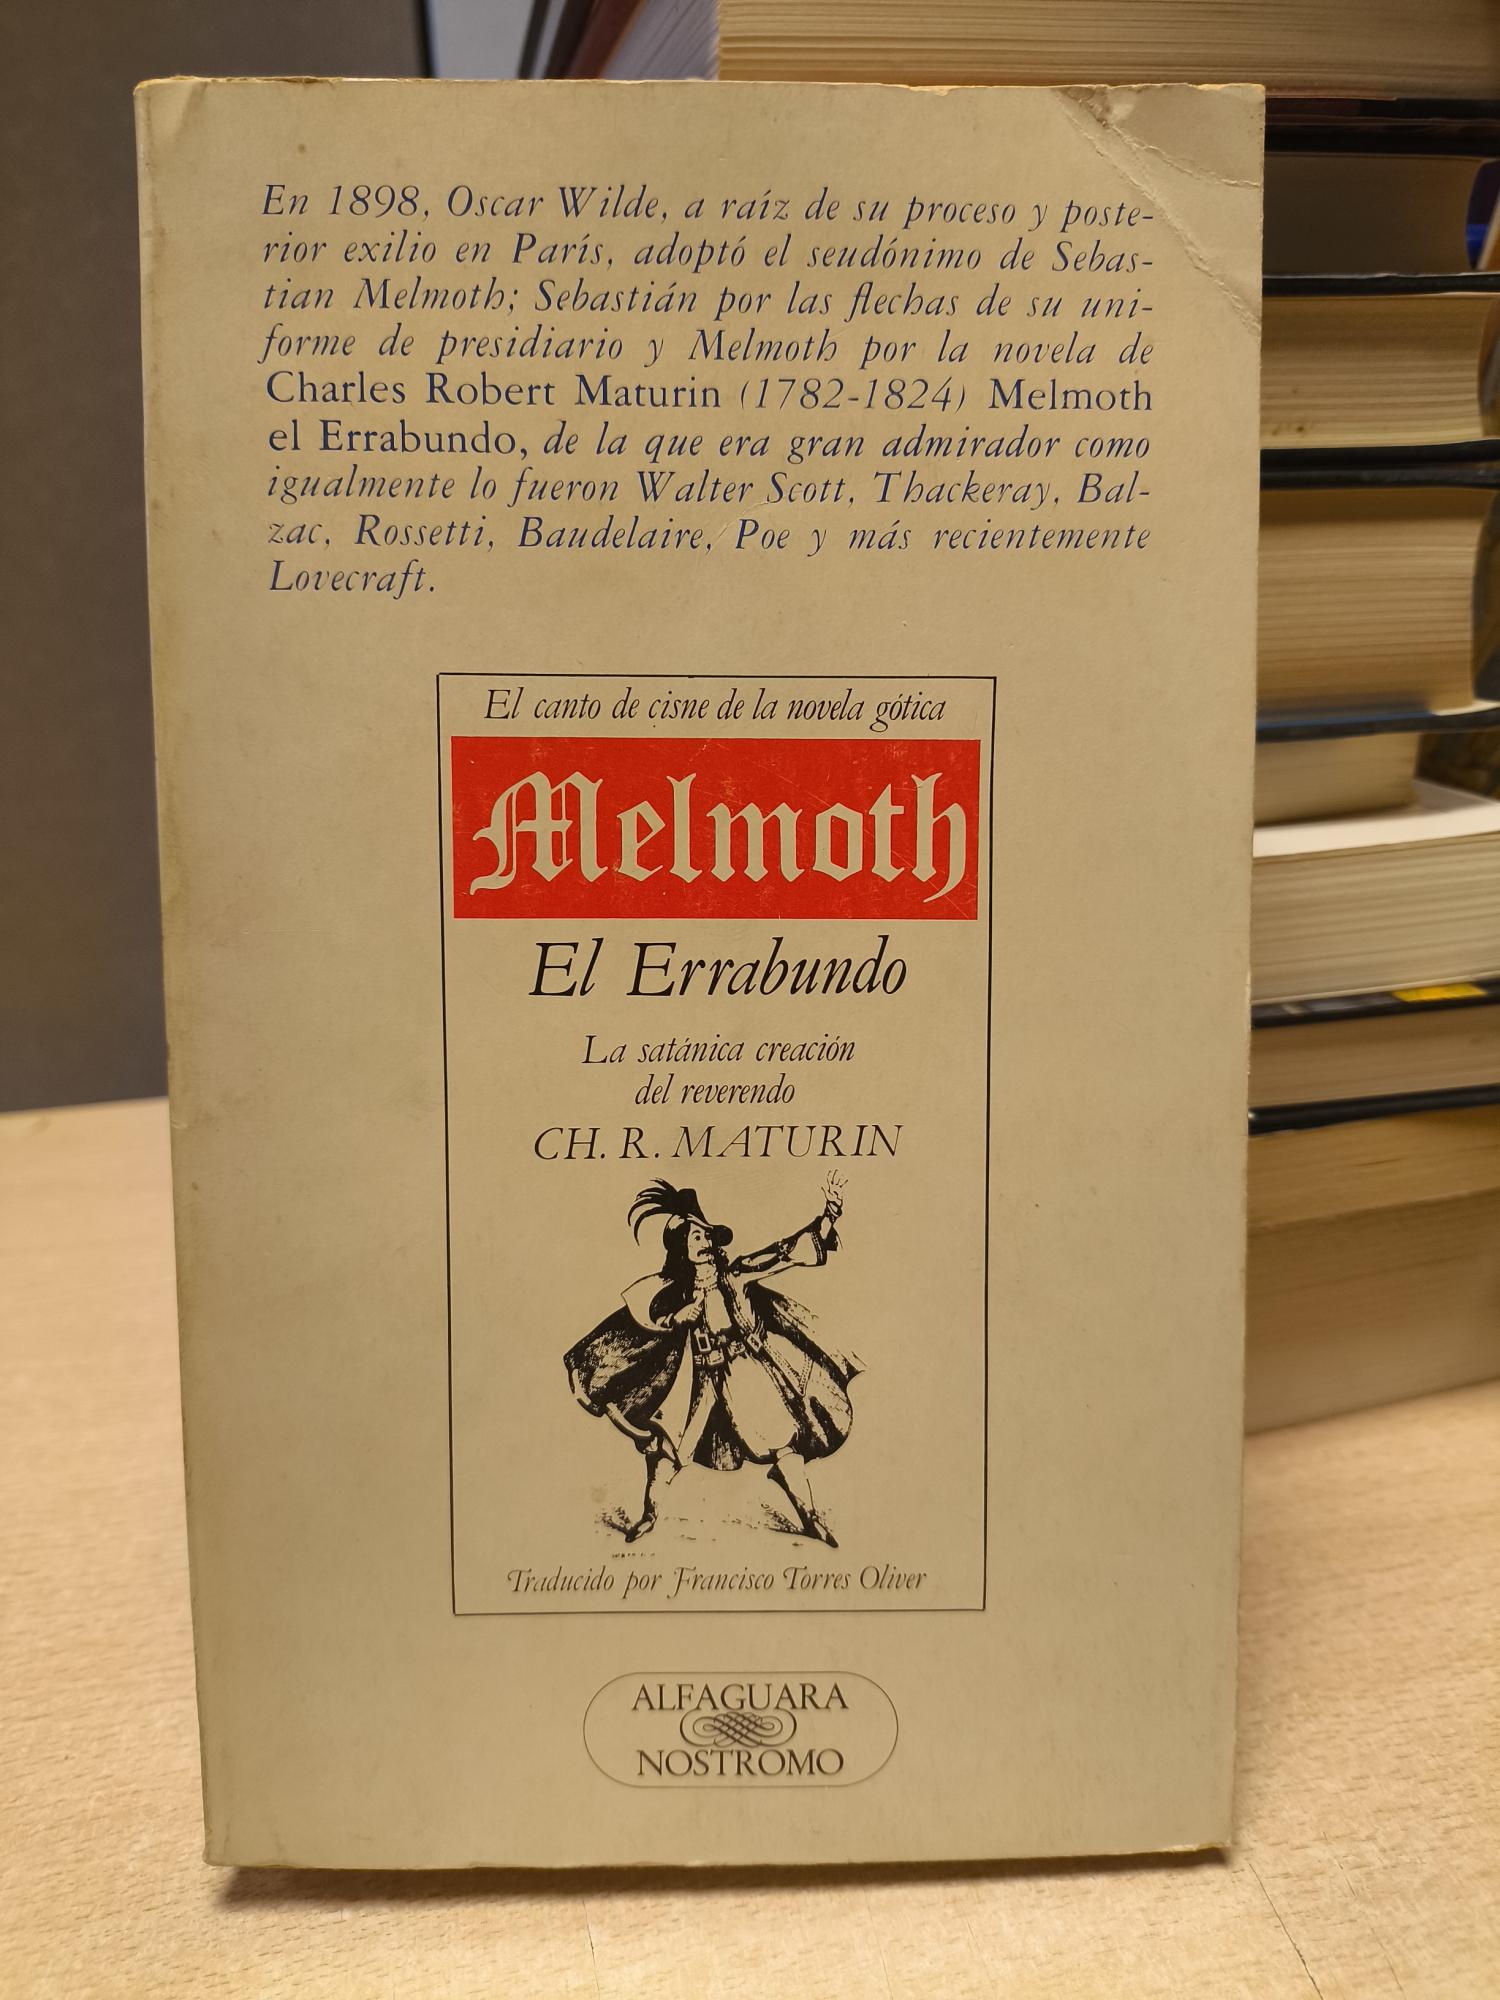 En 1898, Oscar Wilde, a raíz de su proceso y poste-
rior exilio en París, adoptó el seudónimo de Sebas-
tian Melmoth; Sebastián por las flechas de su uni-
forme de presidiario y Melmoth por la novela de
Charles Robert Maturin (1782-1824) Melmoth
el Errabundo, de la que era gran admirador como
igualmente lo fueron Walter Scott, Thackeray, Bal-
zac, Rossetti, Baudelaire, Poe y más recientemente
Lovecraft.
El canto de cisne de la novela gótica
Melmoth
El Errabundo
La satánica creación
del reverendo
CH. R. MATURIN
Traducido por Francisco Torres Oliver
ALFAGUARA
NOSTROMO